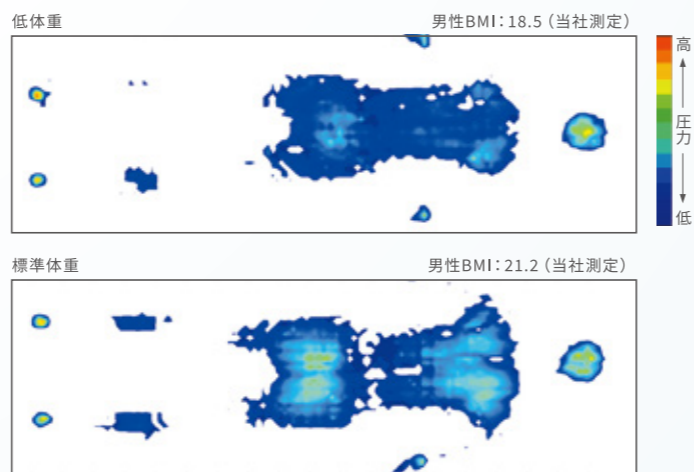 低体重
男性BMI：18.5（当社測定）
高
圧力
低
標準体重
男性BMI：21.2（当社測定）